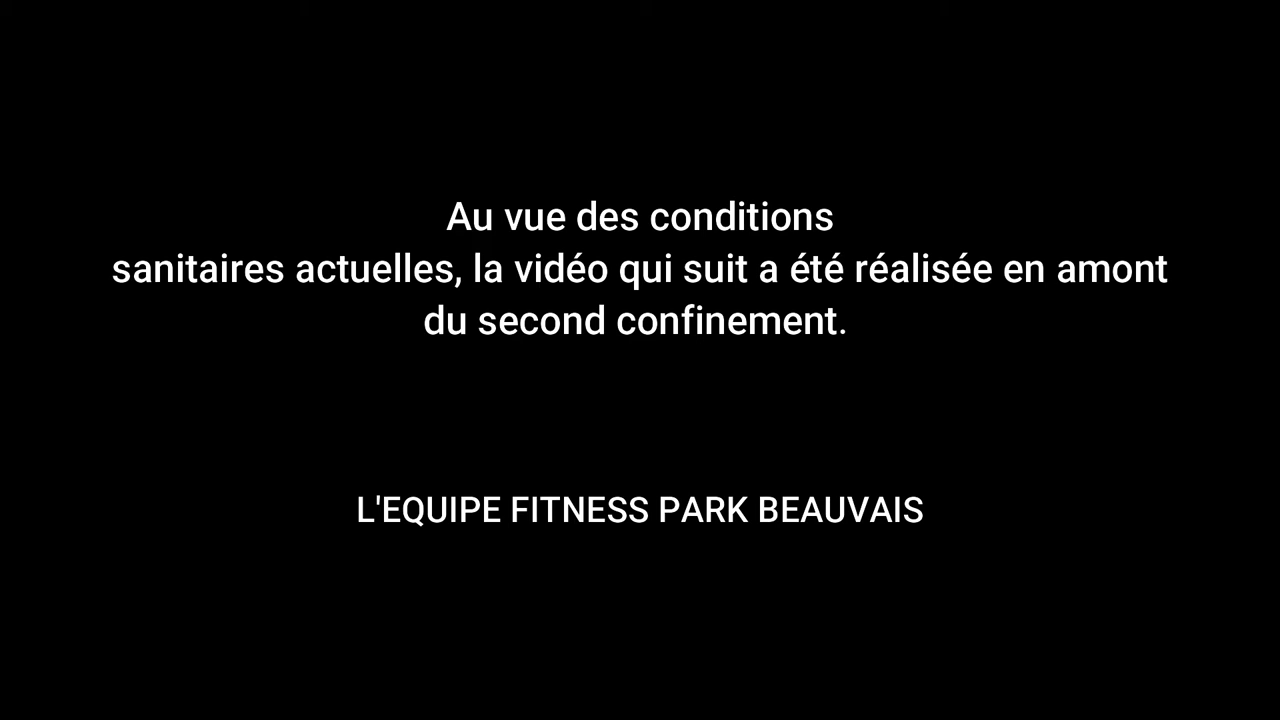 Au vue des conditions
sanitaires actuelles, la vidéo qui suit a été réalisée en amont
du second confinement.
L'EQUIPE FITNESS PARK BEAUVAIS